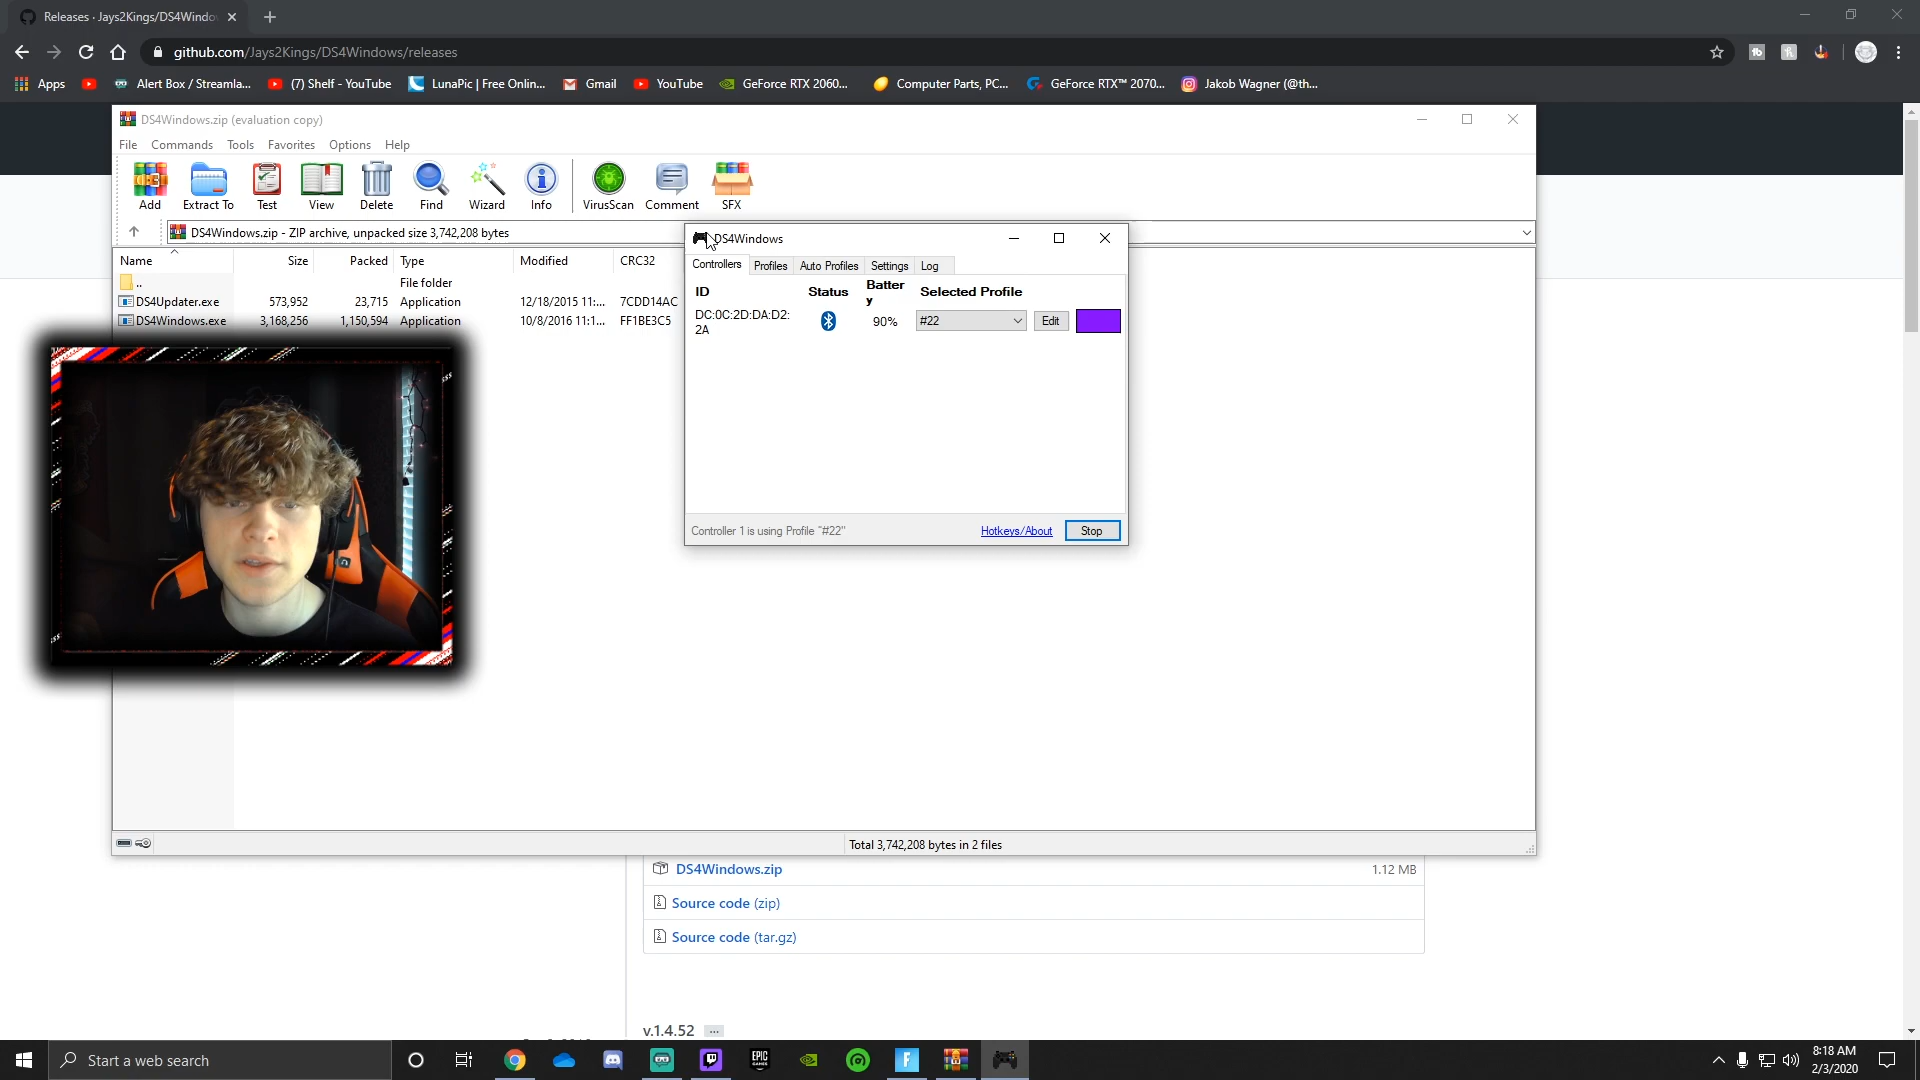 Releases · Jays2Kings/DS4Windo
github.com/Jays2Kings/DS4Windows/releases
Apps
Alert Box / Streamla...
(7) Shelf - YouTube
LunaPic | Free Onlin...
Gmail
YouTube
GeForce RTX 2060...
Computer Parts, PC...
GeForce RTX™ 2070...
Jakob Wagner (@th...
DS4Windows.zip (evaluation copy)
File Commands Tools Favorites Options Help
Add Extract To Test View Delete Find Wizard Info VirusScan Comment SFX
DS4Windows.zip - ZIP archive, unpacked size 3,742,208 bytes
Name Size Packed Type Modified CRC32
.. File folder
DS4Updater.exe 573,952 23,715 Application 12/18/2015 11:... 7CDD14AC
DS4Windows.exe 3,168,256 1,150,594 Application 10/8/2016 11:1... FF1BE3C5
DS4Windows
Controllers Profiles Auto Profiles Settings Log
ID Status Batter
y Selected Profile
DC:0C:2D:DA:D2:
2A 90% #22 Edit
Controller 1 is using Profile "#22" Hotkeys/About Stop
Total 3,742,208 bytes in 2 files
DS4Windows.zip 1.12 MB
Source code (zip)
Source code (tar.gz)
v.1.4.52 ...
Start a web search
EPIC
GAMES
8:18 AM
2/3/2020